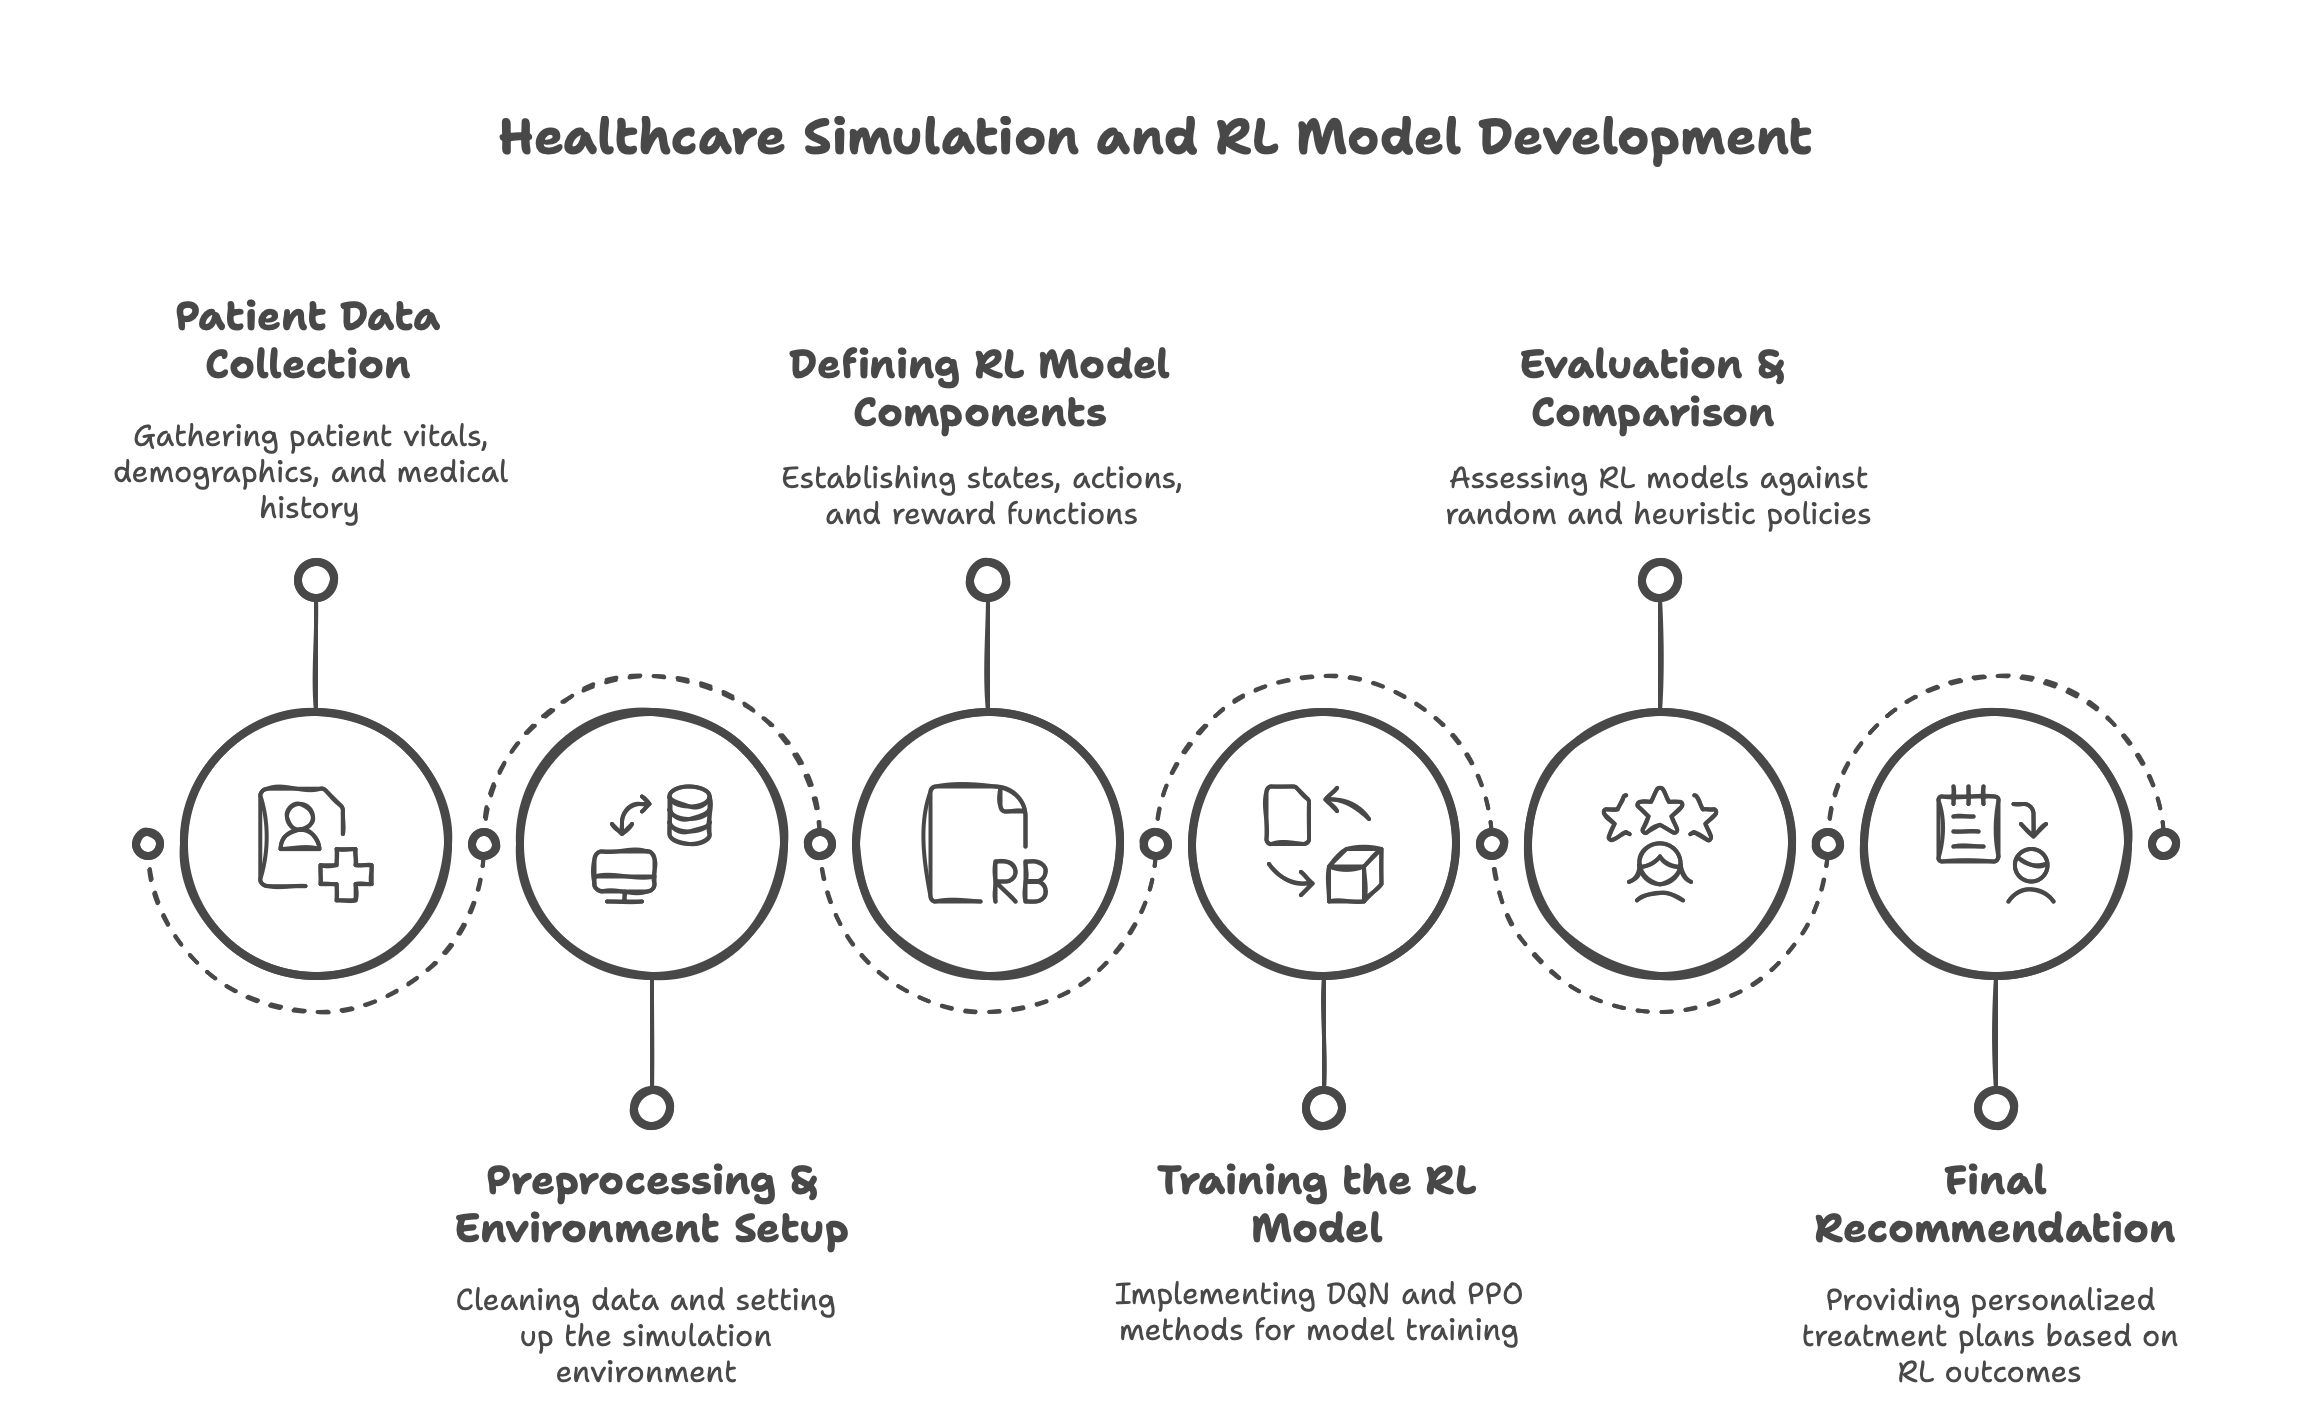 Healthcare Simulation and RL Model Development
Patient Data
Collection
Gathering patient vitals,
demographics, and medical
history
Defining RL Model
Components
Establishing states, actions,
and reward functions
Evaluation &
Comparison
Assessing RL models against
random and heuristic policies
RB
Preprocessing &
Environment Setup
Cleaning data and setting
up the simulation
environment
Training the RL
Model
Implementing DQN and PPO
methods for model training
Final
Recommendation
Providing personalized
treatment plans based on
RL outcomes